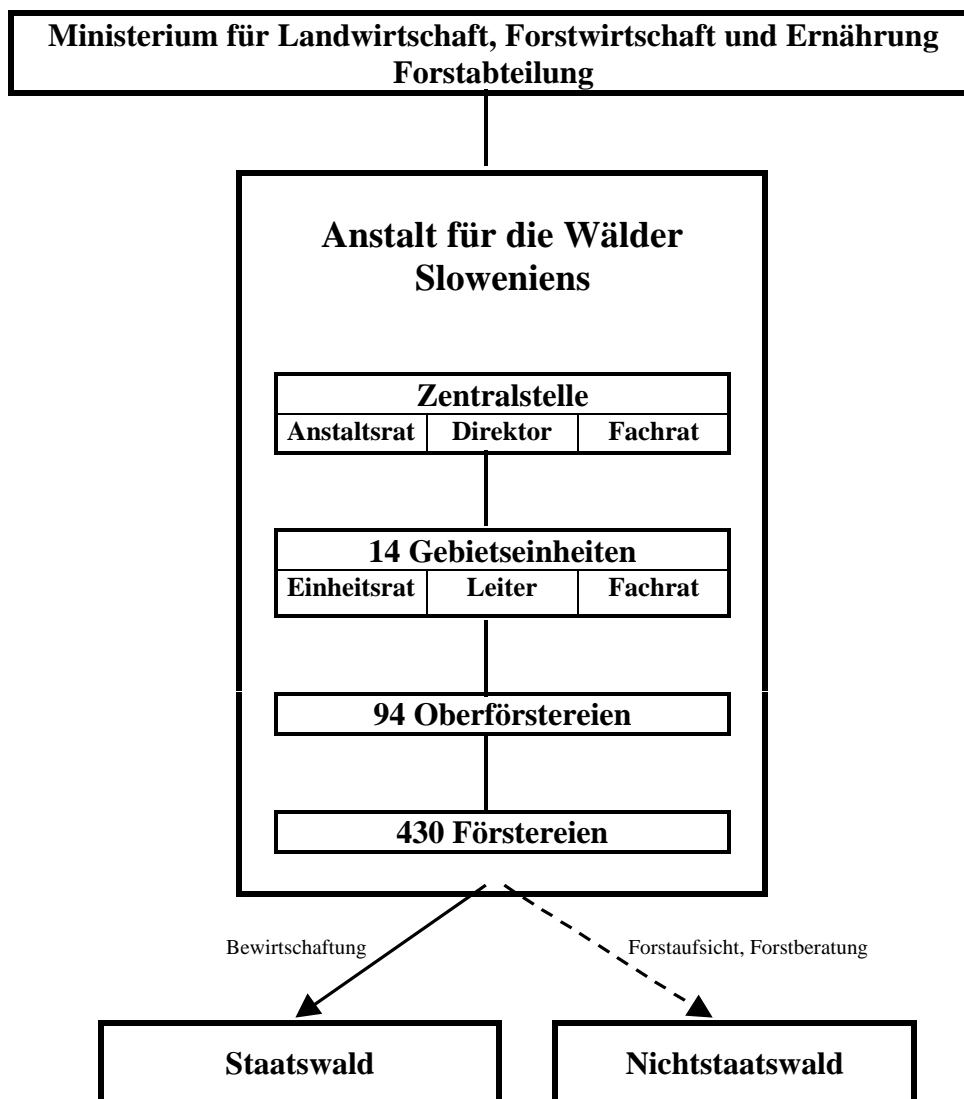 Ministerium für Landwirtschaft, Forstwirtschaft und Ernährung
Forstabteilung
Anstalt für die Wälder
Sloweniens
Zentralstelle
Anstaltsrat Direktor Fachrat
14 Gebietseinheiten
Einheitsrat Leiter Fachrat
94 Oberförstereien
430 Förstereien
Bewirtschaftung Forstaufsicht, Forstberatung
Staatswald Nichtstaatswald